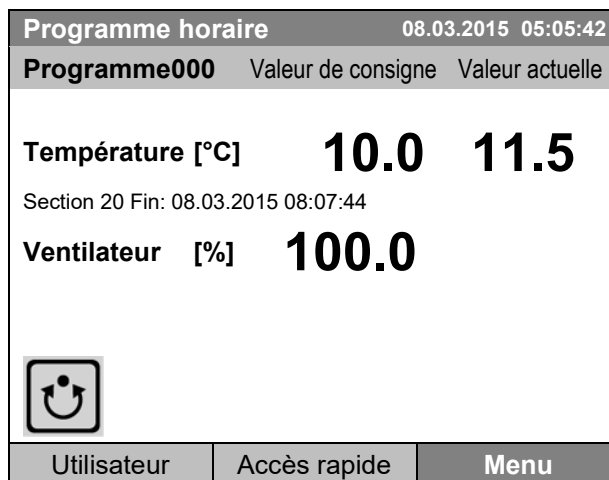 Programme horaire 08.03.2015 05:05:42
Programme000 Valeur de consigne Valeur actuelle
Température [°C] 10.0 11.5
Section 20 Fin: 08.03.2015 08:07:44
Ventilateur [%] 100.0
Utilisateur Accès rapide Menu